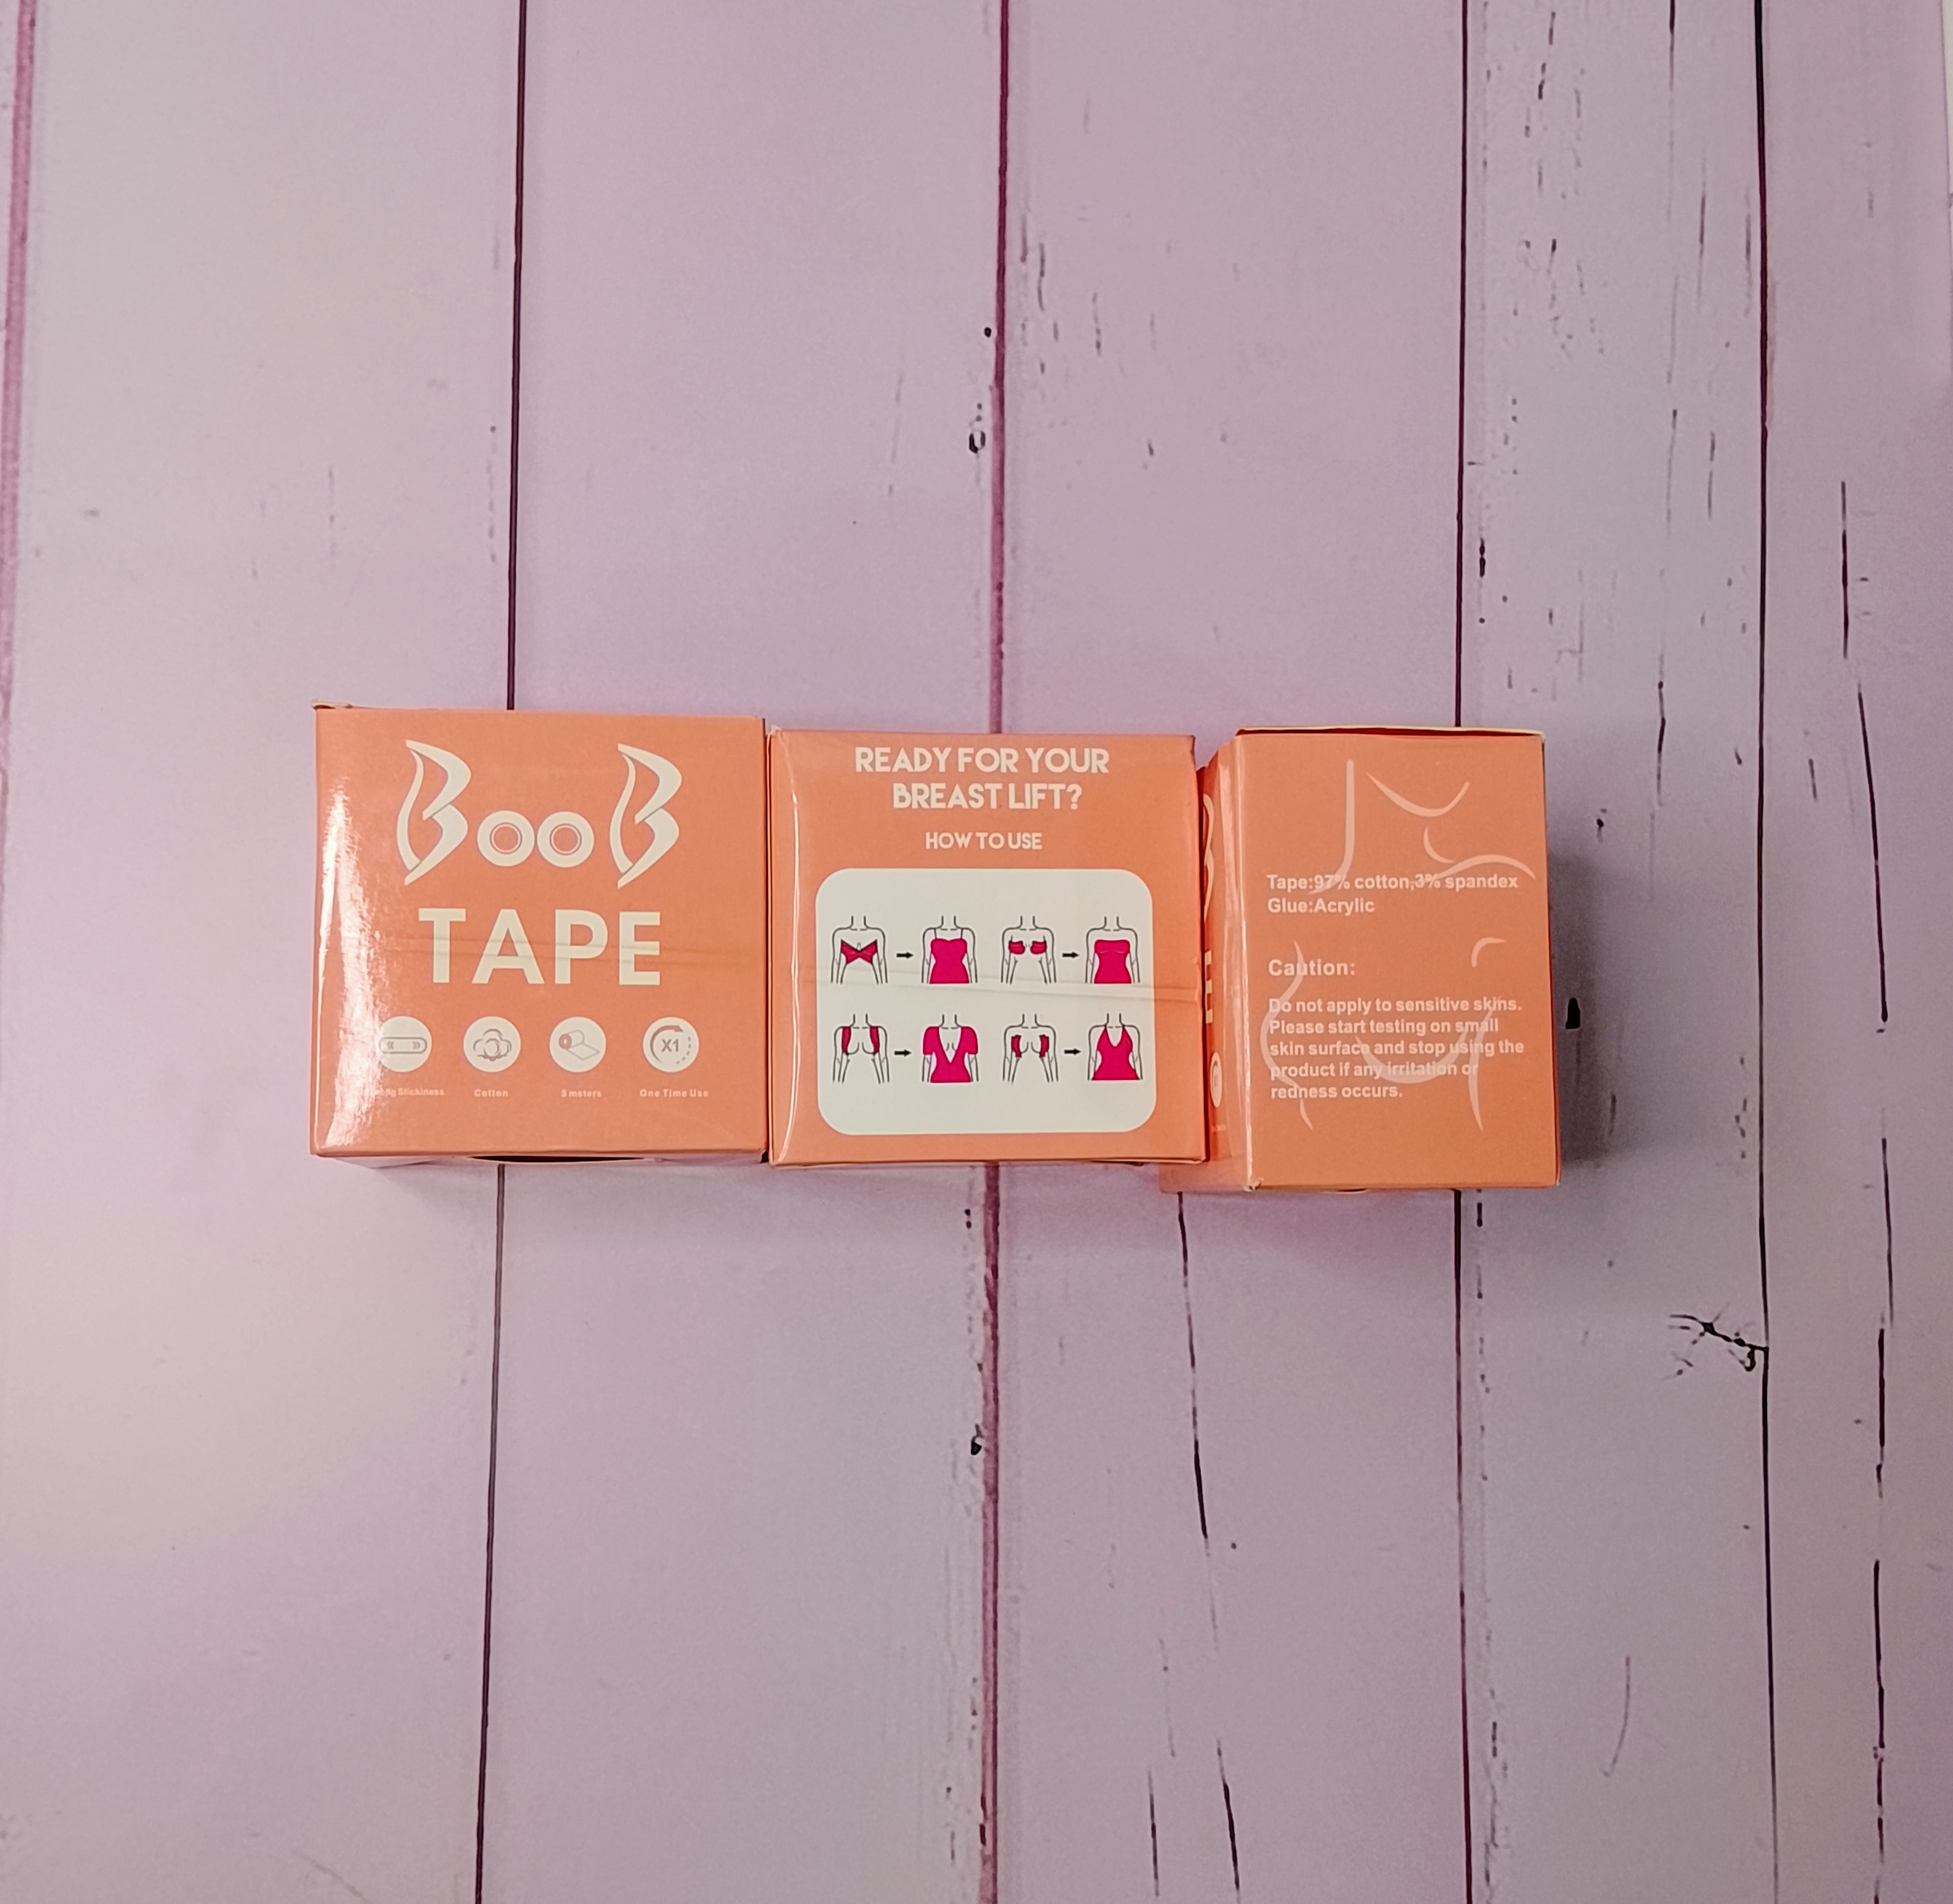 BooB
TAPE
X1
Slickiness
Cotton
5 meters
One Time Use
READY FOR YOUR
BREAST LIFT?
HOW TO USE
Tape:97% cotton,3% spandex
Glue:Acrylic
Caution:
Do not apply to sensitive skins.
Please start testing on small
skin surface and stop using the
product if any irritation or
redness occurs.